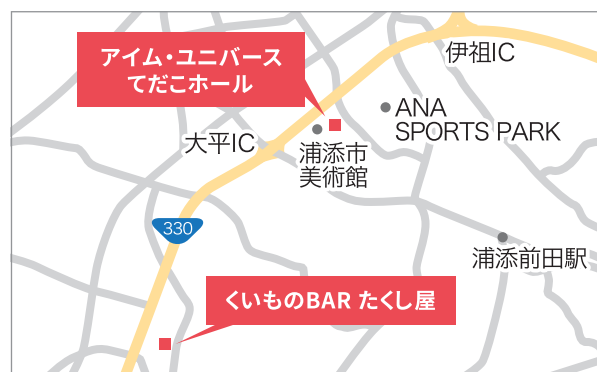 アイム・ユニバース
てだこホール
伊祖IC
ANA
SPORTS PARK
大平IC
浦添市
美術館
330
浦添前田駅
くいものBAR たくし屋